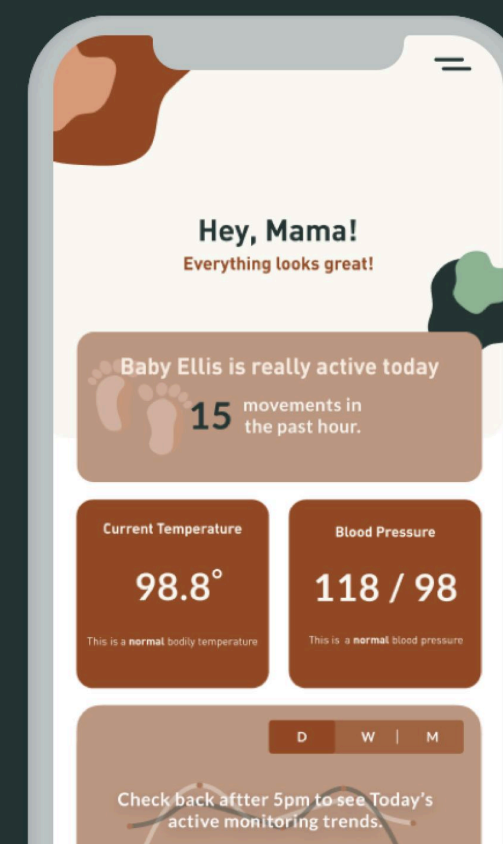 Hey, Mama!
Everything looks great!
Baby Ellis is really active today
15 movements in
the past hour.
Current Temperature
98.8°
This is a normal bodily temperature
Blood Pressure
118 / 98
This is a normal blood pressure
D W | M
Check back aftter 5pm to see Today's
active monitoring trends.